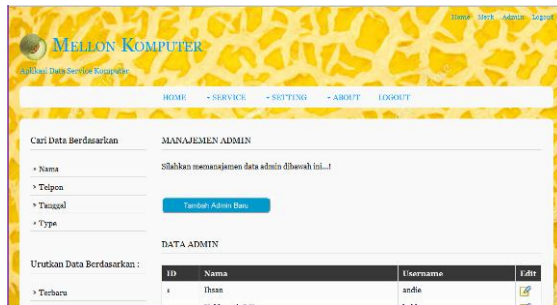 Home Merk Admin Logout
MELLON KOMPUTER
Aplikasi Data Service Komputer
HOME - SERVICE - SETTING - ABOUT LOGOUT
Cari Data Berdasarkan
> Nama
> Telpon
> Tanggal
> Type
Urutkan Data Berdasarkan :
> Terbaru
MANAJEMEN ADMIN
Silahkan memanajemen data admin dibawah ini...!
Tambah Admin Baru
DATA ADMIN
ID Nama Username Edit
1 Ihsan andie